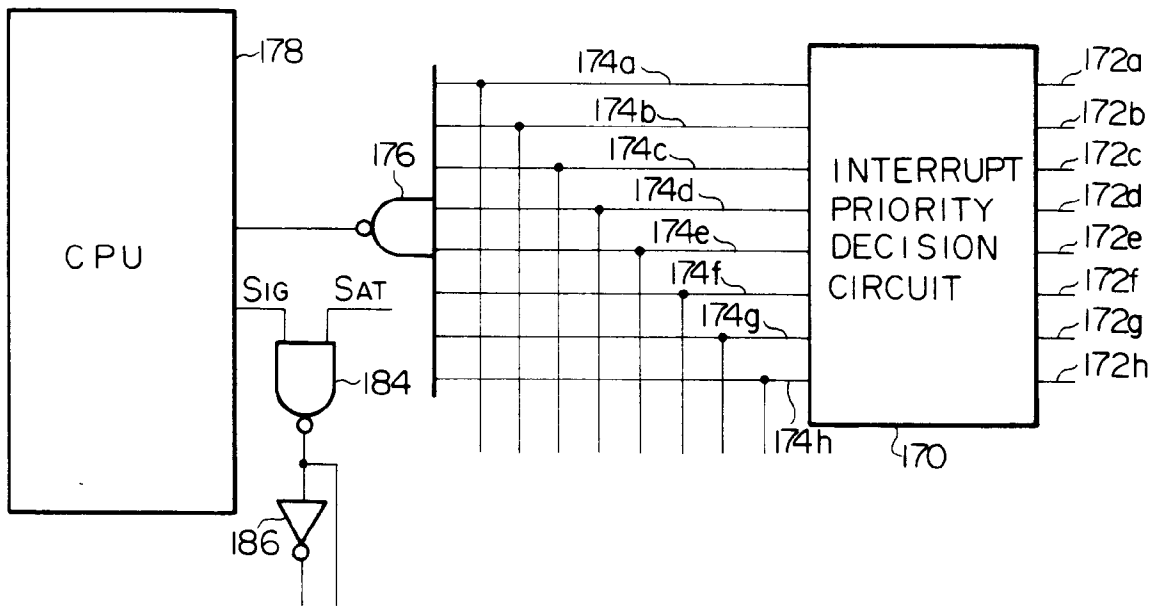 178
CPU
SIG
SAT
184
186
176
174a
174b
174c
174d
174e
174f
174g
174h
INTERRUPT
PRIORITY
DECISION
CIRCUIT
170
172a
172b
172c
172d
172e
172f
172g
172h